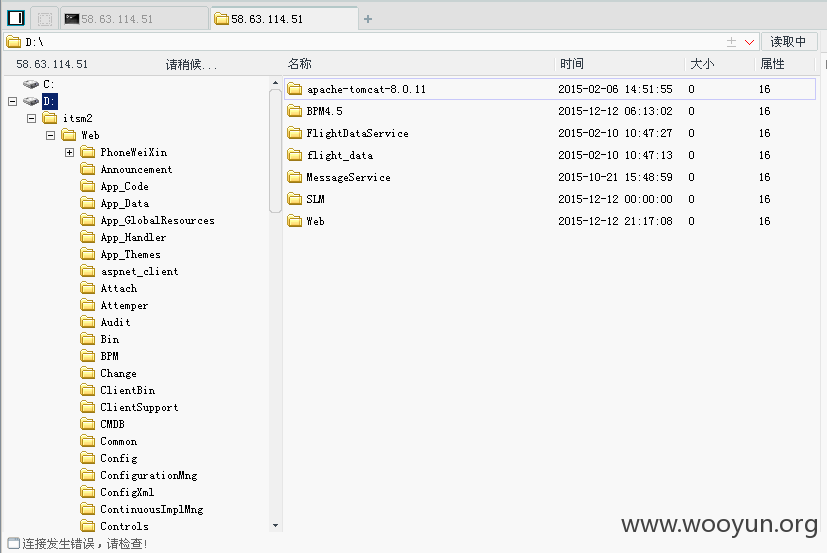 58.63.114.51
58.63.114.51
D:\
读取中
58.63.114.51 请稍候...
C:
D:
itsm2
Web
PhoneWeiXin
Announcement
App_Code
App_Data
App_GlobalResources
App_Handler
App_Themes
aspnet_client
Attach
Attemper
Audit
Bin
BPM
Change
ClientBin
ClientSupport
CMDB
Common
Config
ConfigurationMng
ConfigXml
ContinuousImplMng
Controls
名称 时间 大小 属性
apache-tomcat-8.0.11 2015-02-06 14:51:55 0 16
BPM4.5 2015-12-12 06:13:02 0 16
FlightDataService 2015-02-10 10:47:27 0 16
flight_data 2015-02-10 10:47:13 0 16
MessageService 2015-10-21 15:48:59 0 16
SLM 2015-12-12 00:00:00 0 16
Web 2015-12-12 21:17:08 0 16
www.wooyun.org
连接发生错误，请检查!